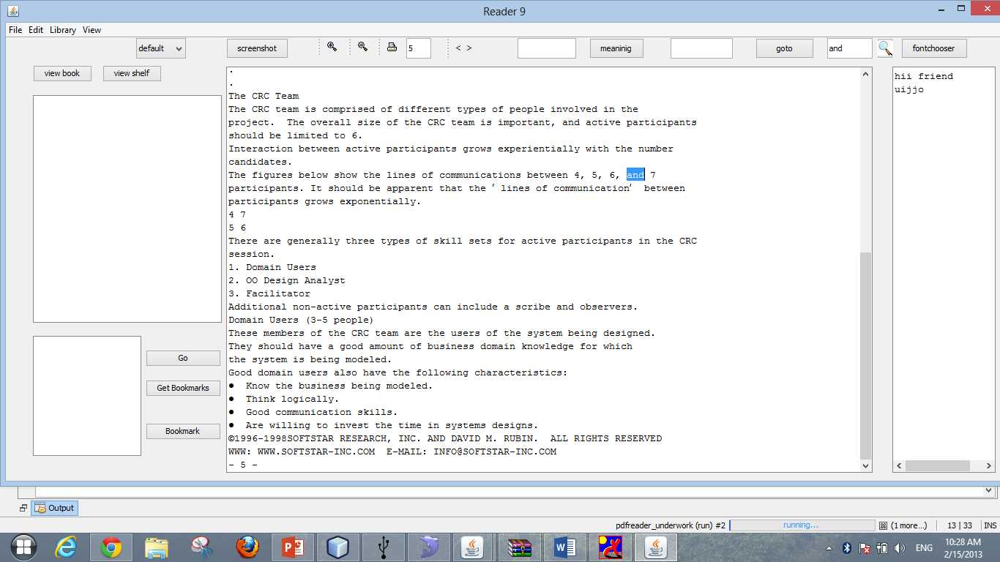 Reader 9
File Edit Library View
default
screenshot
5
< >
meaninig
goto
and
fontchooser
view book
view shelf
.
.
The CRC Team
The CRC team is comprised of different types of people involved in the
project.  The overall size of the CRC team is important, and active participants
should be limited to 6.
Interaction between active participants grows experientially with the number
candidates.
The figures below show the lines of communications between 4, 5, 6, and 7
participants. It should be apparent that the ‘ lines of communication’  between
participants grows exponentially.
4 7
5 6
There are generally three types of skill sets for active participants in the CRC
session.
1. Domain Users
2. OO Design Analyst
3. Facilitator
Additional non-active participants can include a scribe and observers.
Domain Users (3-5 people)
These members of the CRC team are the users of the system being designed.
They should have a good amount of business domain knowledge for which
the system is being modeled.
Good domain users also have the following characteristics:
●  Know the business being modeled.
●  Think logically.
●  Good communication skills.
●  Are willing to invest the time in systems designs.
©1996-1998SOFTSTAR RESEARCH, INC. AND DAVID M. RUBIN.  ALL RIGHTS RESERVED
WWW: WWW.SOFTSTAR-INC.COM  E-MAIL: INFO@SOFTSTAR-INC.COM
- 5 -
hii friend
uijjo
Go
Get Bookmarks
Bookmark
Output
pdfreader_underwork (run) #2
running...
(1 more...)
13 | 33
INS
ENG
10:28 AM
2/15/2013